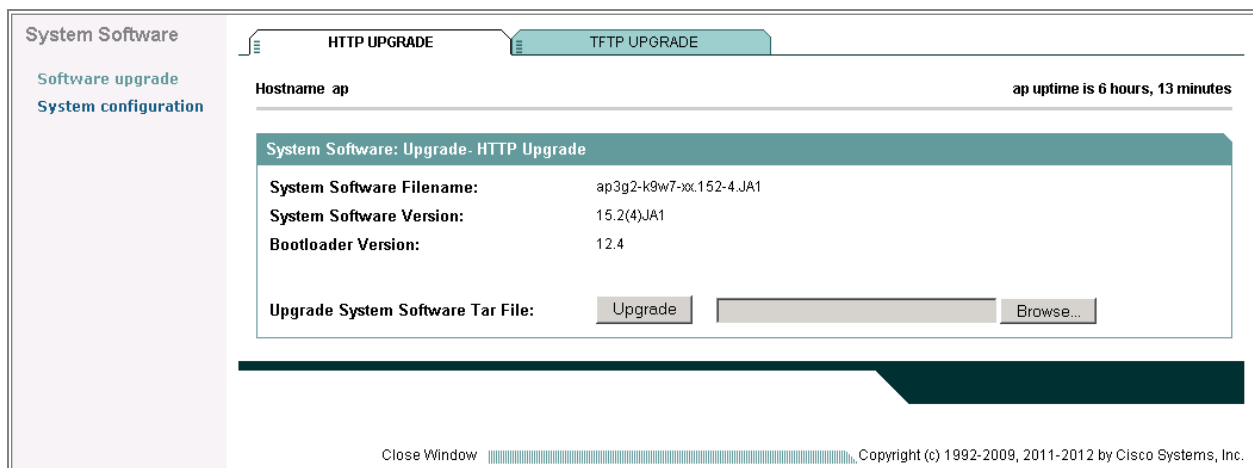 System Software
Software upgrade
System configuration
HTTP UPGRADE
TFTP UPGRADE
Hostname ap
ap uptime is 6 hours, 13 minutes
System Software: Upgrade- HTTP Upgrade
System Software Filename: ap3g2-k9w7-xx.152-4.JA1
System Software Version: 15.2(4)JA1
Bootloader Version: 12.4
Upgrade System Software Tar File: Upgrade Browse...
Close Window Copyright (c) 1992-2009, 2011-2012 by Cisco Systems, Inc.